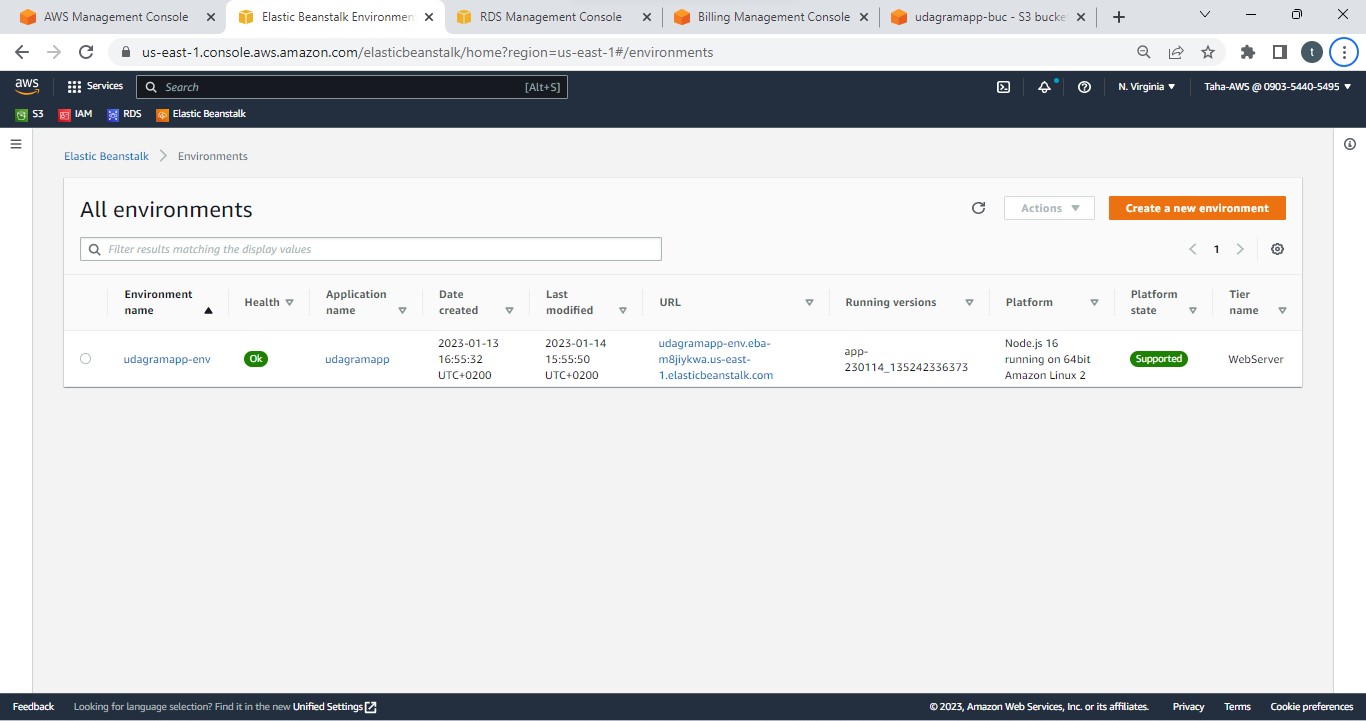 AWS Management Console
Elastic Beanstalk Environmen
RDS Management Console
Billing Management Console
udagramapp-buc - S3 bucke
us-east-1.console.aws.amazon.com/elasticbeanstalk/home?region=us-east-1#/environments
t
aws
Services
Search
[Alt+S]
N. Virginia
Taha-AWS @ 0903-5440-5495
S3
IAM
RDS
Elastic Beanstalk
Elastic Beanstalk
Environments
All environments
Actions
Create a new environment
Filter results matching the display values
1
Environment
name
Health
Application
name
Date
created
Last
modified
URL
Running versions
Platform
Platform
state
Tier
name
udagramapp-env
Ok
udagramapp
2023-01-13
16:55:32
UTC+0200
2023-01-14
15:55:50
UTC+0200
udagramapp-env.eba-
m8jiykwa.us-east-
1.elasticbeanstalk.com
app-
230114_135242336373
Node.js 16
running on 64bit
Amazon Linux 2
Supported
WebServer
Feedback
Looking for language selection? Find it in the new Unified Settings
© 2023, Amazon Web Services, Inc. or its affiliates.
Privacy
Terms
Cookie preferences